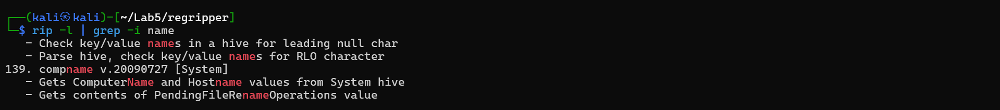 ┌──(kali㉿kali)-[~/Lab5/regripper]
└─$ rip -l | grep -i name
   - Check key/value names in a hive for leading null char
   - Parse hive, check key/value names for RLO character
139. compname v.20090727 [System]
   - Gets ComputerName and Hostname values from System hive
   - Gets contents of PendingFileRenameOperations value